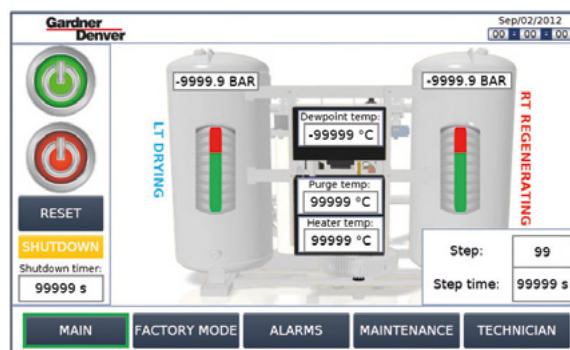 Gardner
Denver
Sep/02/2012
00 : 00 : 00
-9999.9 BAR
-9999.9 BAR
Dewpoint temp:
-99999 °C
LT DRYING
RT REGENERATING
Purge temp:
99999 °C
Heater temp:
99999 °C
RESET
SHUTDOWN
Shutdown timer:
99999 s
Step:
99
Step time:
99999 s
MAIN
FACTORY MODE
ALARMS
MAINTENANCE
TECHNICIAN